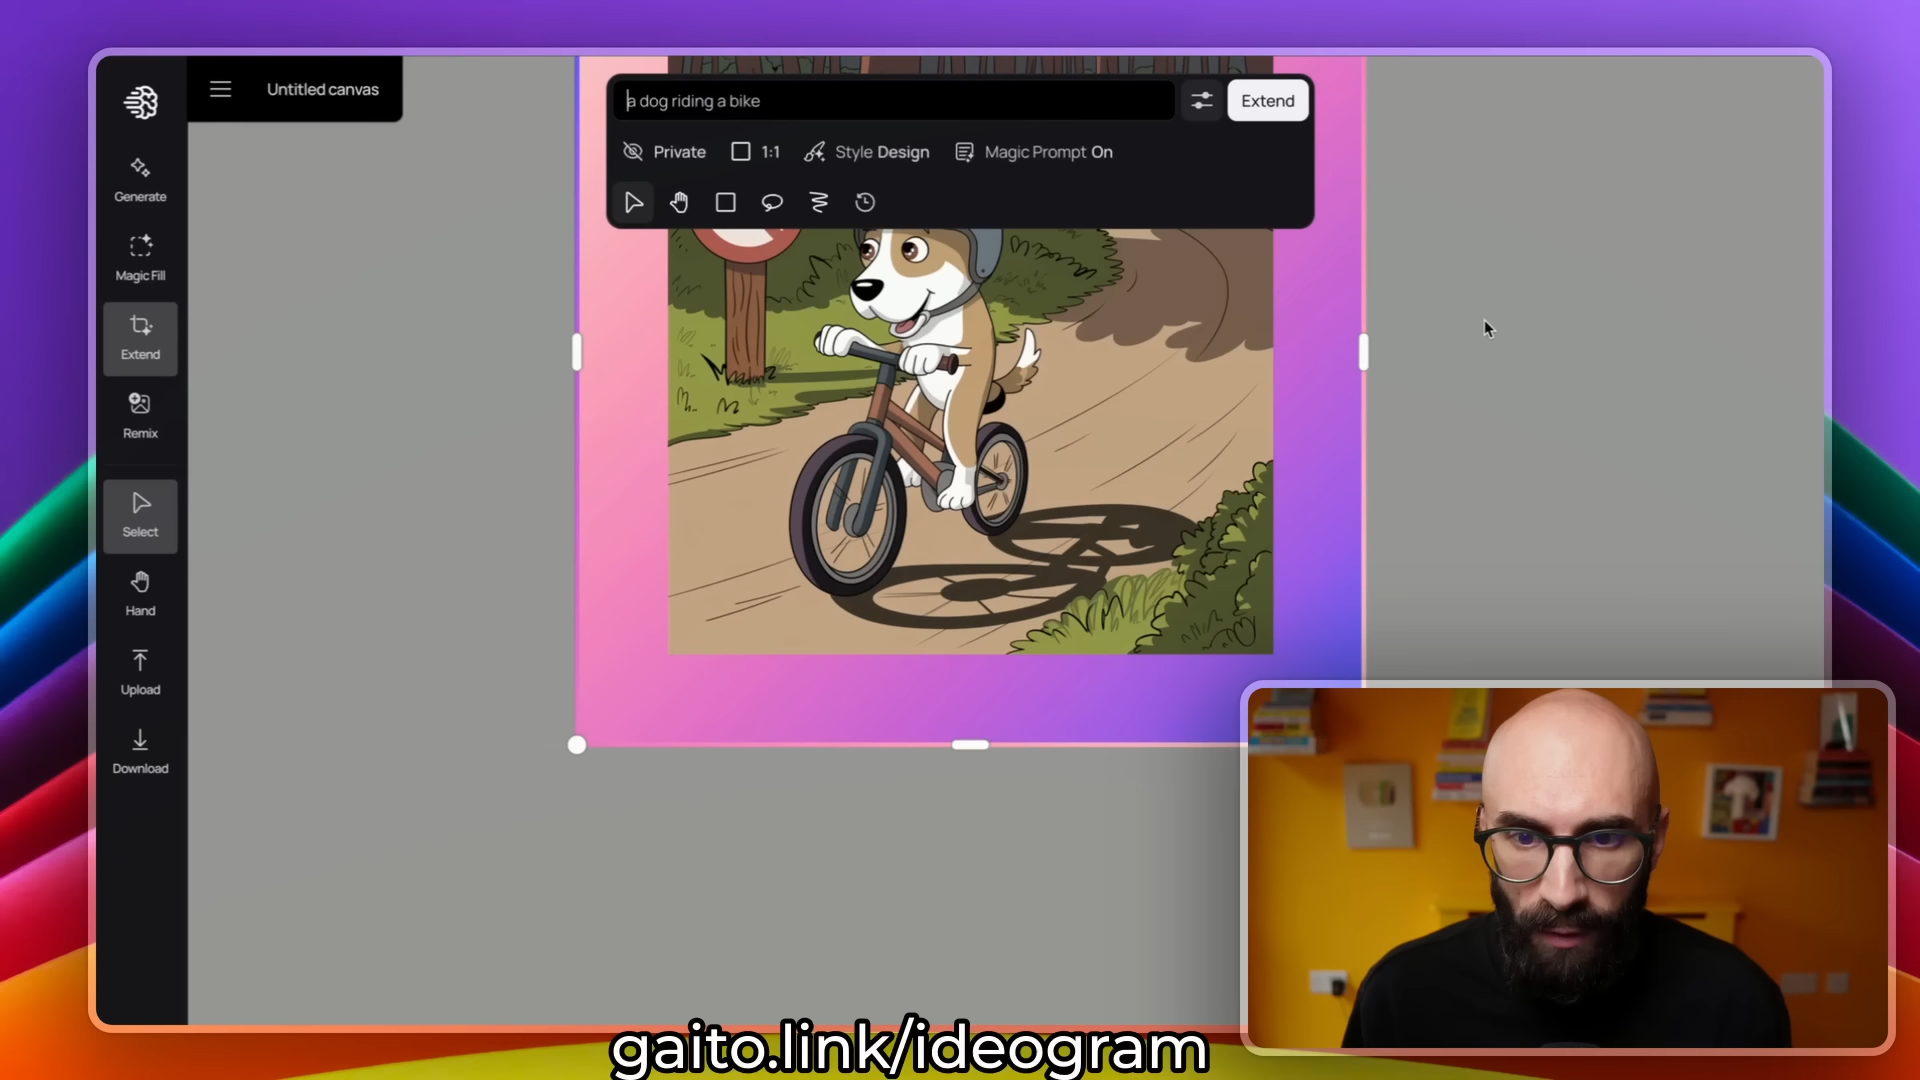 Untitled canvas
a dog riding a bike
Extend
Private
1:1
Style Design
Magic Prompt On
Generate
Magic Fill
Extend
Remix
Select
Hand
Upload
Download
gaito.link/ideogram